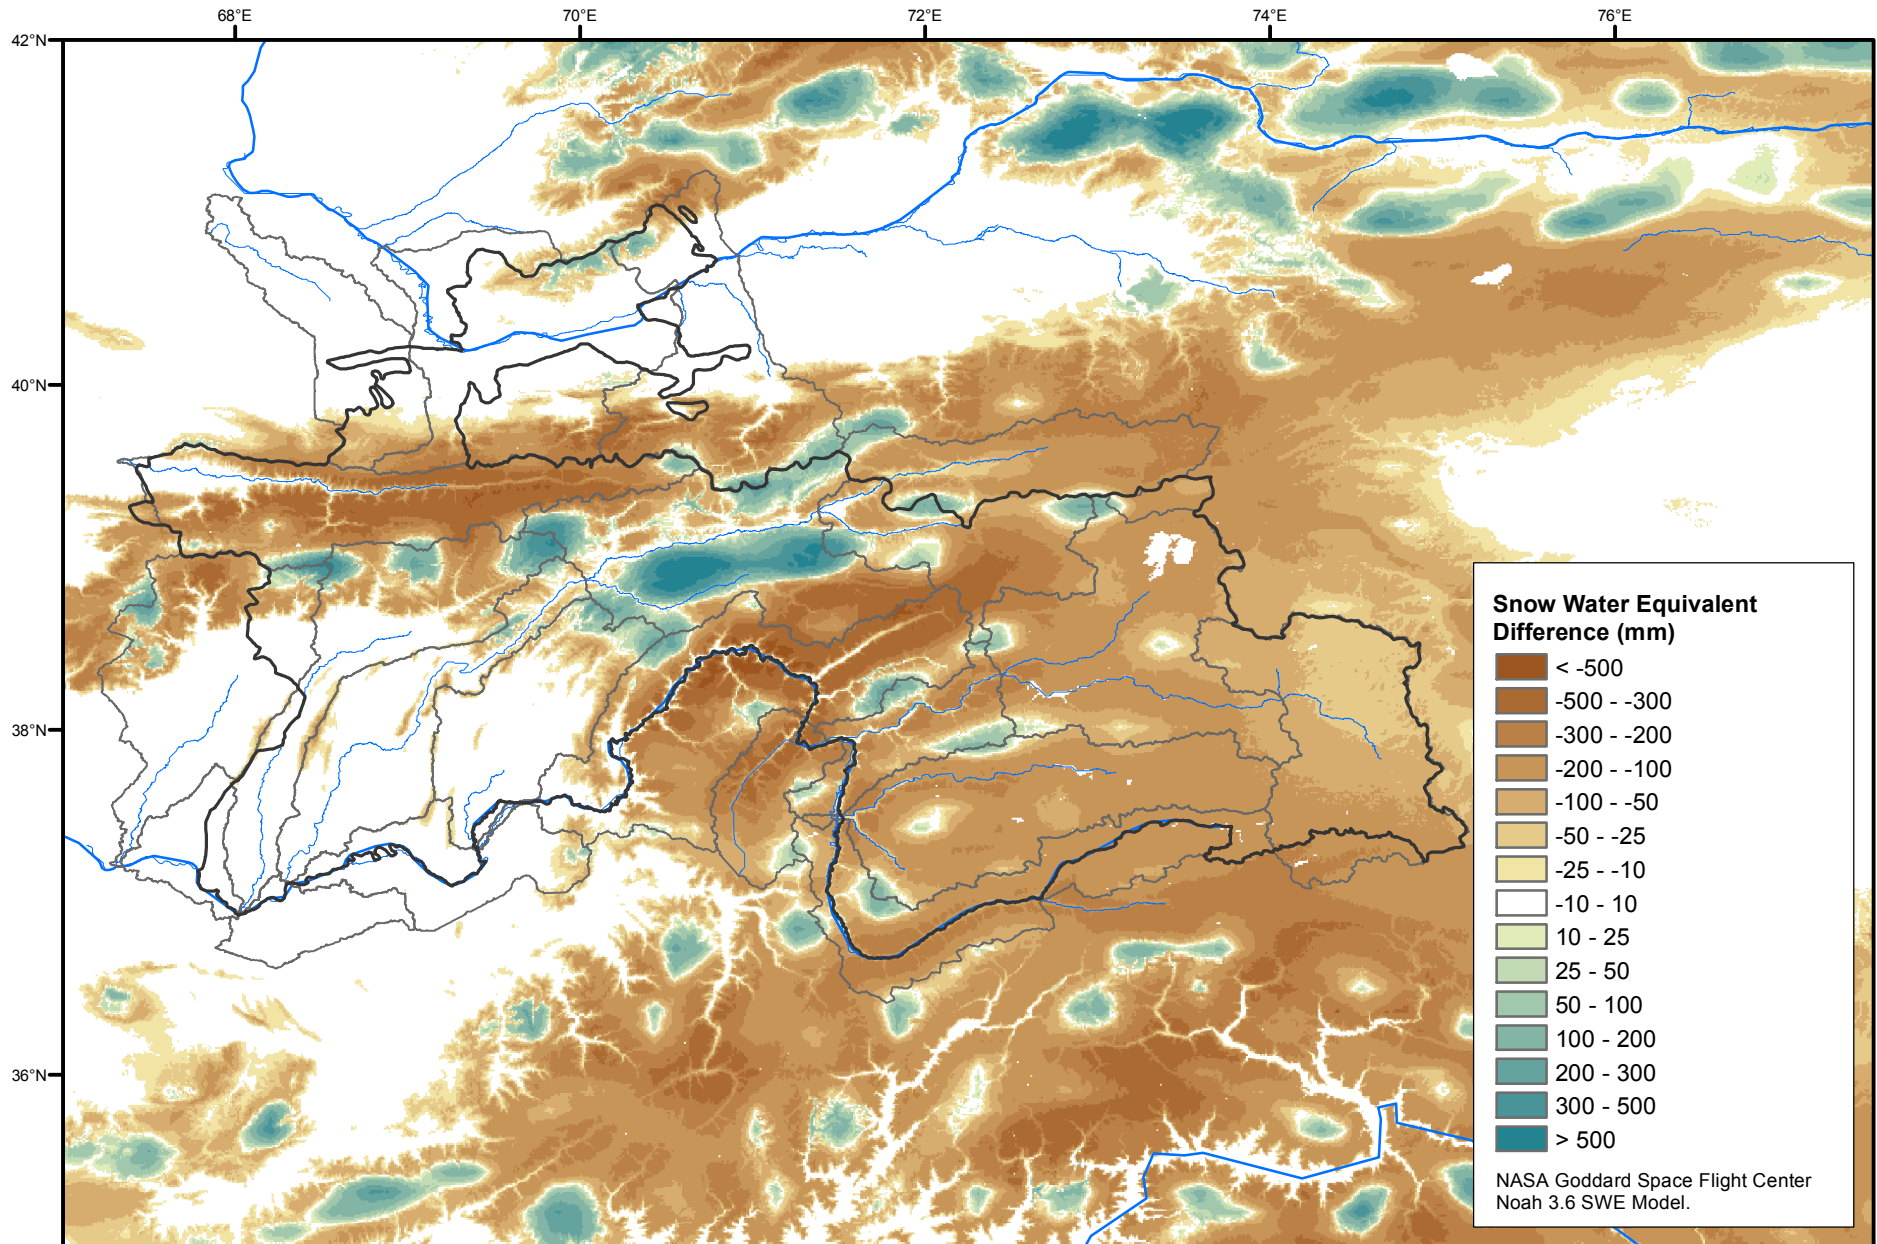 68°E 70°E 72°E 74°E 76°E
42°N
40°N
38°N
36°N
Snow Water Equivalent
Difference (mm)
< -500
-500 - -300
-300 - -200
-200 - -100
-100 - -50
-50 - -25
-25 - -10
-10 - 10
10 - 25
25 - 50
50 - 100
100 - 200
200 - 300
300 - 500
> 500
NASA Goddard Space Flight Center
Noah 3.6 SWE Model.